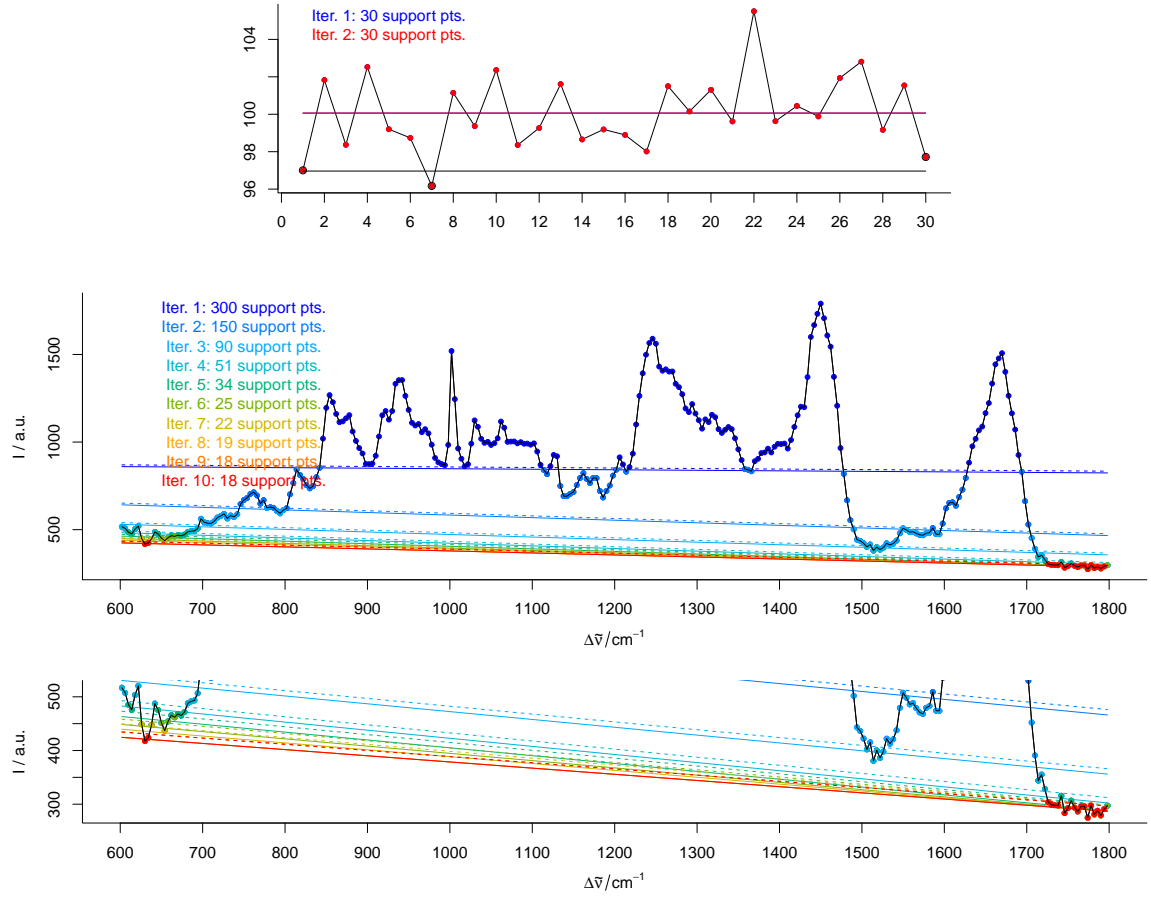 Iter. 1: 30 support pts.
Iter. 2: 30 support pts.
104
100
98
96
0 2 4 6 8 10 12 14 16 18 20 22 24 26 28 30
Iter. 1: 300 support pts.
Iter. 2: 150 support pts.
Iter. 3: 90 support pts.
Iter. 4: 51 support pts.
Iter. 5: 34 support pts.
Iter. 6: 25 support pts.
Iter. 7: 22 support pts.
Iter. 8: 19 support pts.
Iter. 9: 18 support pts.
Iter. 10: 18 support pts.
I / a.u.
1500
1000
500
600 700 800 900 1000 1100 1200 1300 1400 1500 1600 1700 1800
Δν̃/cm⁻¹
I / a.u.
500
400
300
600 700 800 900 1000 1100 1200 1300 1400 1500 1600 1700 1800
Δν̃/cm⁻¹